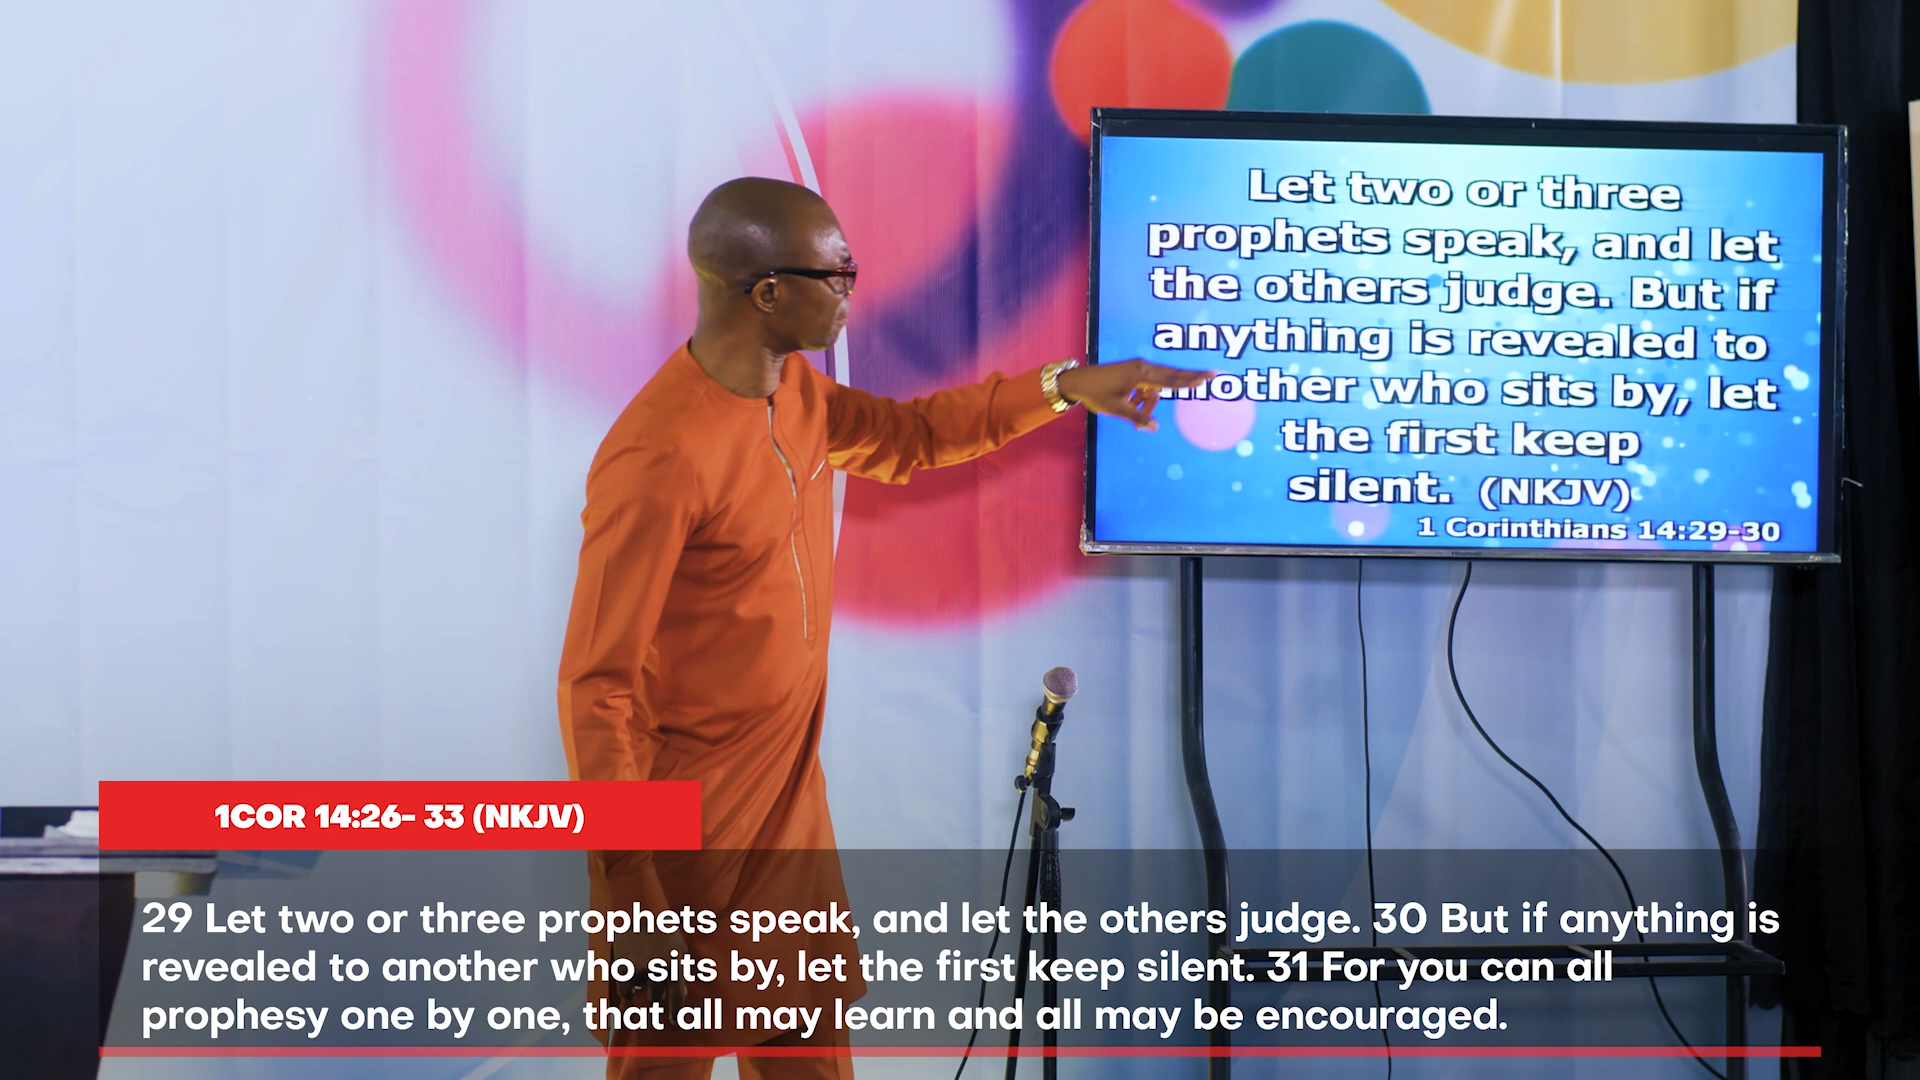 Let two or three
prophets speak, and let
the others judge. But if
anything is revealed to
another who sits by, let
the first keep
silent. (NKJV)
1 Corinthians 14:29-30
1COR 14:26- 33 (NKJV)
29 Let two or three prophets speak, and let the others judge. 30 But if anything is
revealed to another who sits by, let the first keep silent. 31 For you can all
prophesy one by one, that all may learn and all may be encouraged.